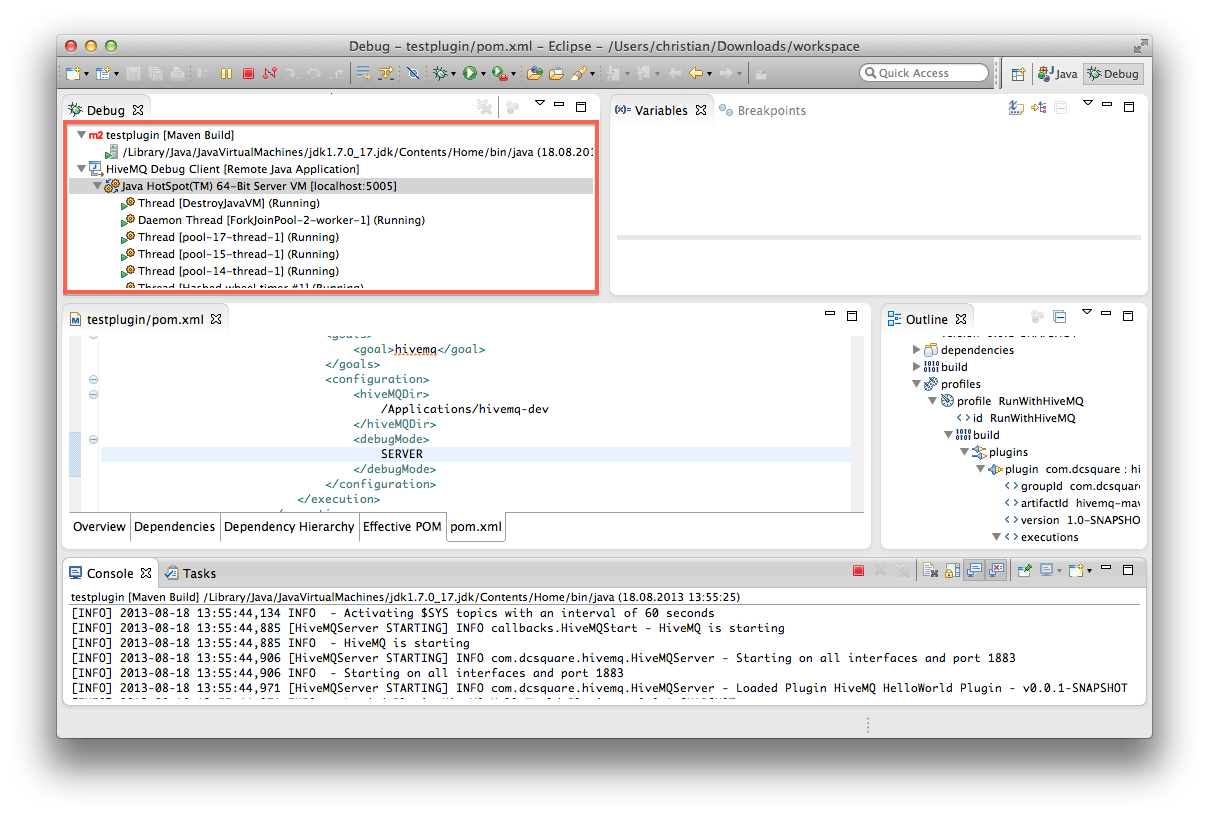 Debug – testplugin/pom.xml – Eclipse – /Users/christian/Downloads/workspace
Quick Access
Java
Debug
Debug
m2 testplugin [Maven Build]
/Library/Java/JavaVirtualMachines/jdk1.7.0_17.jdk/Contents/Home/bin/java (18.08.201
HiveMQ Debug Client [Remote Java Application]
Java HotSpot(TM) 64-Bit Server VM [localhost:5005]
Thread [DestroyJavaVM] (Running)
Daemon Thread [ForkJoinPool-2-worker-1] (Running)
Thread [pool-17-thread-1] (Running)
Thread [pool-15-thread-1] (Running)
Thread [pool-14-thread-1] (Running)
Thread [Hashed wheel timer #1] (Running)
(x)= Variables
Breakpoints
testplugin/pom.xml
<goals>
<goal>hivemq</goal>
</goals>
<configuration>
<hiveMQDir>
/Applications/hivemq-dev
</hiveMQDir>
<debugMode>
SERVER
</debugMode>
</configuration>
</execution>
Overview
Dependencies
Dependency Hierarchy
Effective POM
pom.xml
Outline
dependencies
build
profiles
profile RunWithHiveMQ
id RunWithHiveMQ
build
plugins
plugin com.dcsquare : hi
groupId com.dcsquare
artifactId hivemq-mav
version 1.0-SNAPSHO
executions
Console
Tasks
testplugin [Maven Build] /Library/Java/JavaVirtualMachines/jdk1.7.0_17.jdk/Contents/Home/bin/java (18.08.2013 13:55:25)
[INFO] 2013-08-18 13:55:44,134 INFO  - Activating $SYS topics with an interval of 60 seconds
[INFO] 2013-08-18 13:55:44,885 [HiveMQServer STARTING] INFO callbacks.HiveMQStart - HiveMQ is starting
[INFO] 2013-08-18 13:55:44,885 INFO  - HiveMQ is starting
[INFO] 2013-08-18 13:55:44,906 [HiveMQServer STARTING] INFO com.dcsquare.hivemq.HiveMQServer - Starting on all interfaces and port 1883
[INFO] 2013-08-18 13:55:44,906 INFO  - Starting on all interfaces and port 1883
[INFO] 2013-08-18 13:55:44,971 [HiveMQServer STARTING] INFO com.dcsquare.hivemq.HiveMQServer - Loaded Plugin HiveMQ HelloWorld Plugin - v0.0.1-SNAPSHOT